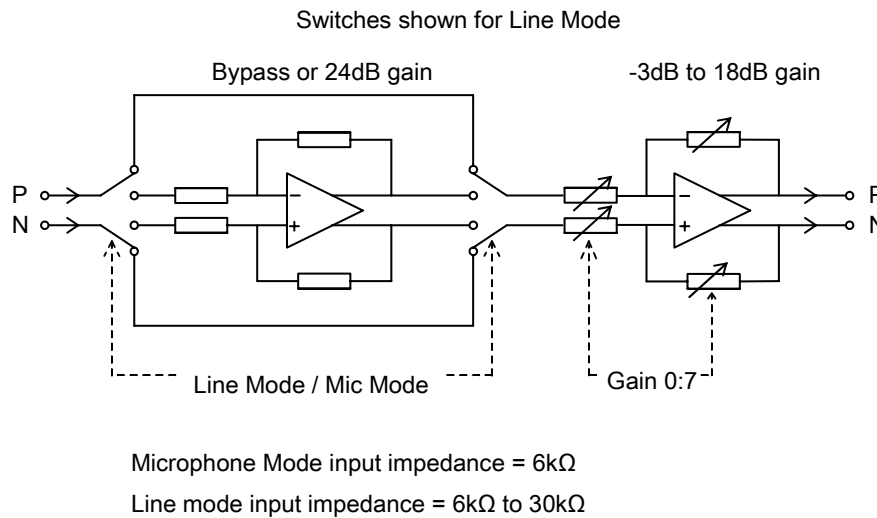 Switches shown for Line Mode
Bypass or 24dB gain
-3dB to 18dB gain
P
N
−
+
−
+
P
N
Line Mode / Mic Mode
Gain 0:7
Microphone Mode input impedance = 6kΩ
Line mode input impedance = 6kΩ to 30kΩ